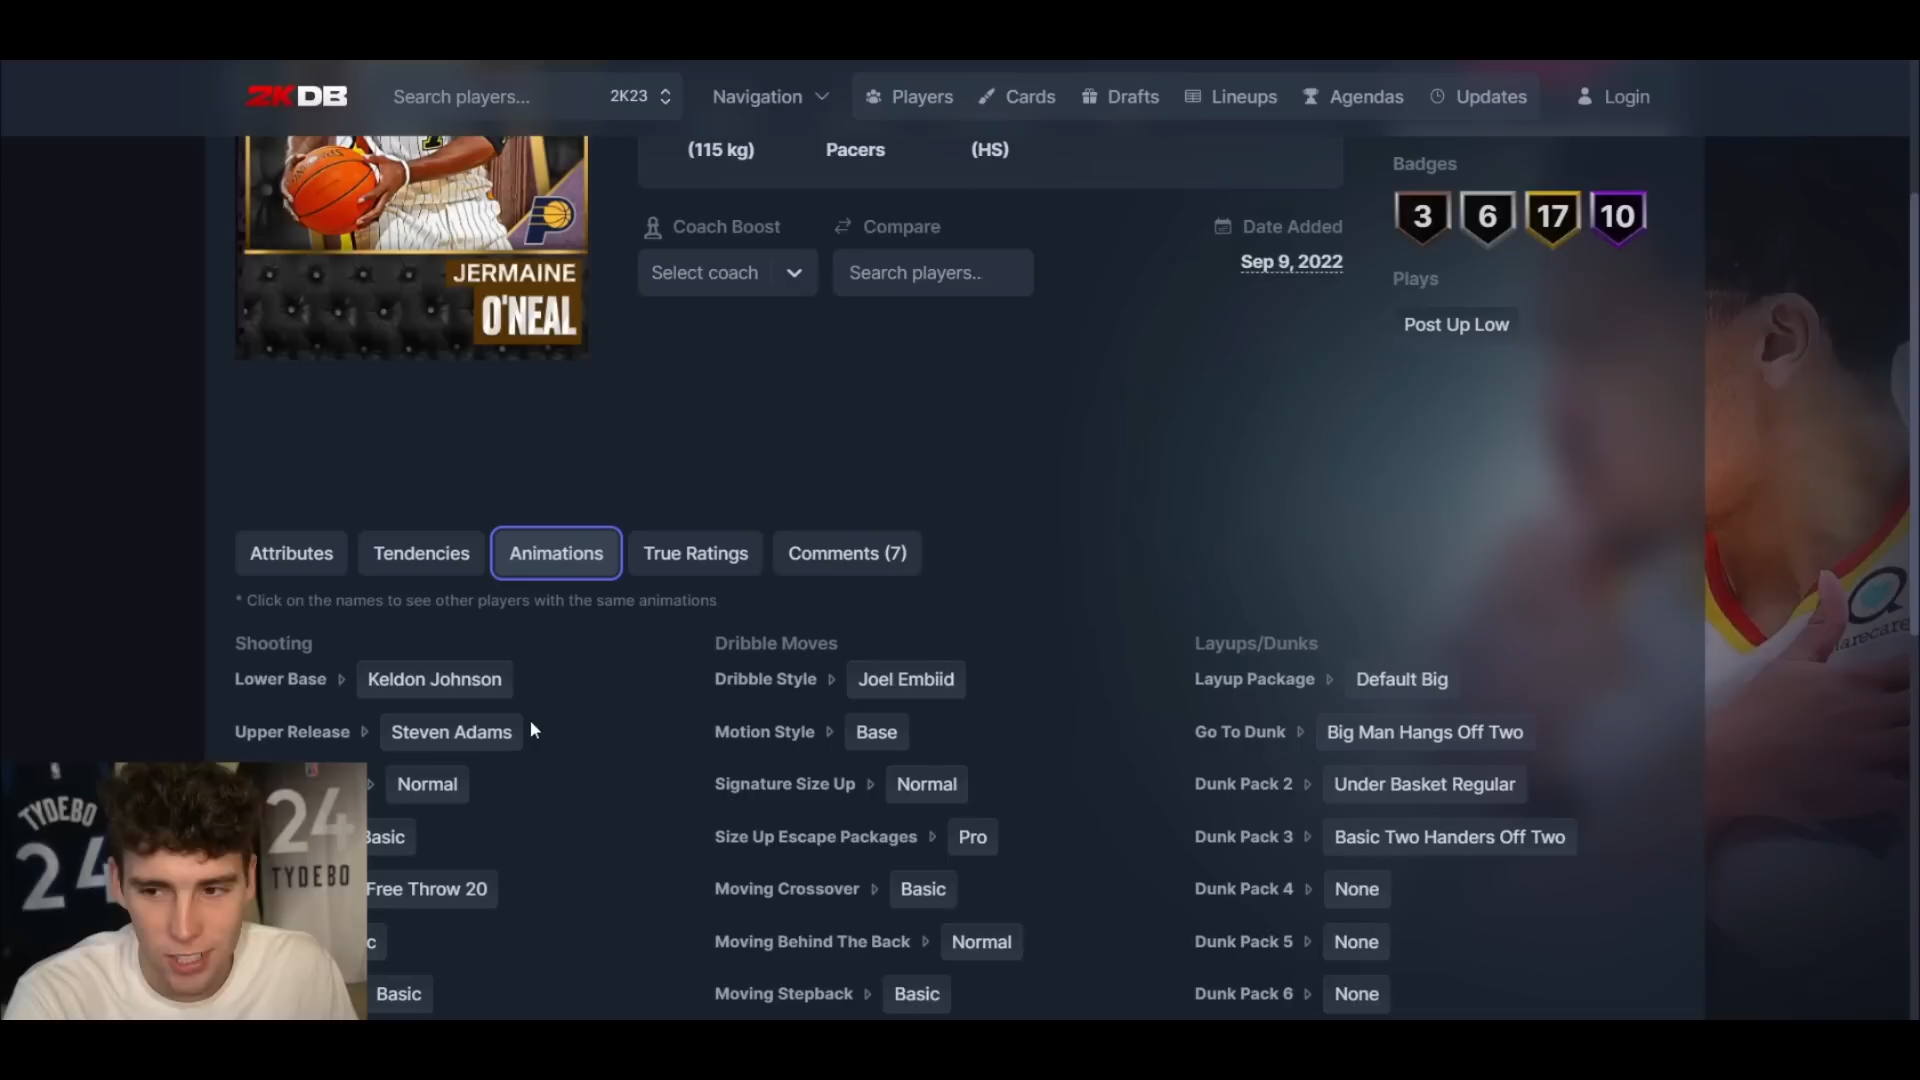 2KDB Search players... 2K23 Navigation Players Cards Drafts Lineups Agendas Updates Login
(115 kg) Pacers (HS)
Badges
3 6 17 10
Coach Boost Compare Date Added
Select coach Search players.. Sep 9, 2022
Plays
Post Up Low
JERMAINE
O'NEAL
Attributes Tendencies Animations True Ratings Comments (7)
* Click on the names to see other players with the same animations
Shooting
Lower Base Keldon Johnson
Upper Release Steven Adams
Normal
Basic
Free Throw 20
c
Basic
Dribble Moves
Dribble Style Joel Embiid
Motion Style Base
Signature Size Up Normal
Size Up Escape Packages Pro
Moving Crossover Basic
Moving Behind The Back Normal
Moving Stepback Basic
Layups/Dunks
Layup Package Default Big
Go To Dunk Big Man Hangs Off Two
Dunk Pack 2 Under Basket Regular
Dunk Pack 3 Basic Two Handers Off Two
Dunk Pack 4 None
Dunk Pack 5 None
Dunk Pack 6 None
TYDEBO
24
24
TYDEBO